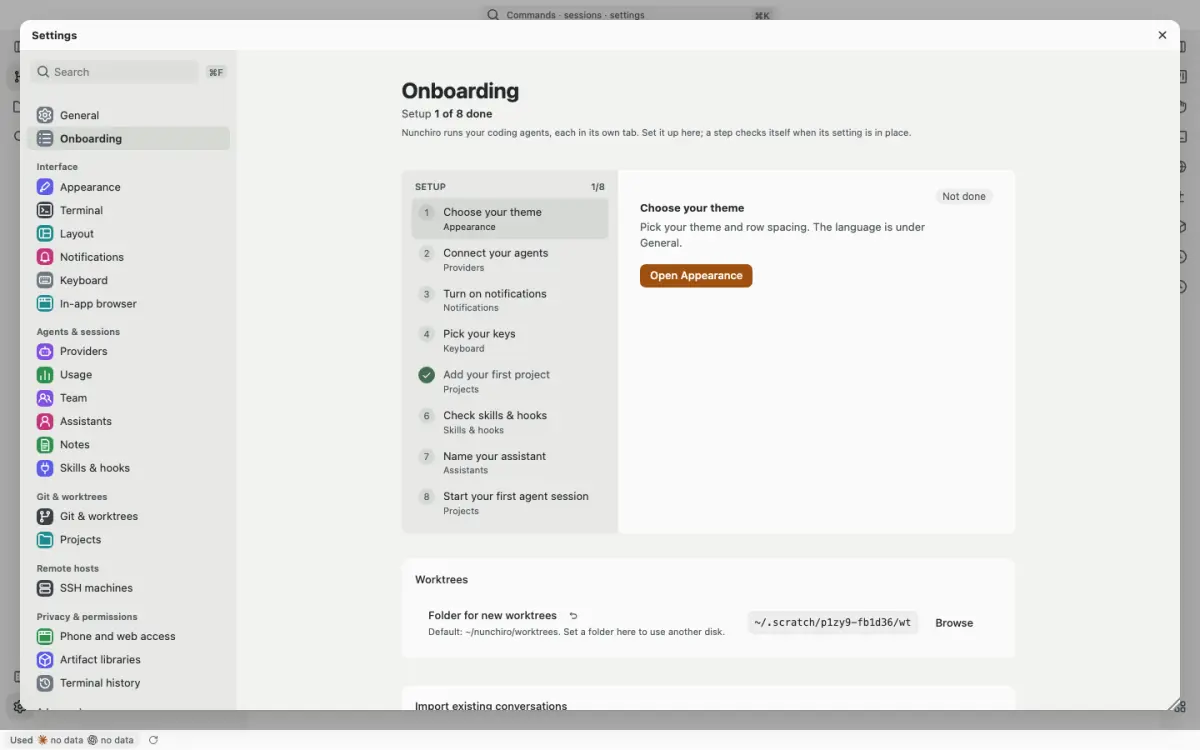 Commands · sessions · settings
⌘K
Settings
Search
⌘F
General
Onboarding
Interface
Appearance
Terminal
Layout
Notifications
Keyboard
In-app browser
Agents & sessions
Providers
Usage
Team
Assistants
Notes
Skills & hooks
Git & worktrees
Git & worktrees
Projects
Remote hosts
SSH machines
Privacy & permissions
Phone and web access
Artifact libraries
Terminal history
Onboarding
Setup 1 of 8 done
Nunchiro runs your coding agents, each in its own tab. Set it up here; a step checks itself when its setting is in place.
SETUP 1/8
1 Choose your theme
Appearance
2 Connect your agents
Providers
3 Turn on notifications
Notifications
4 Pick your keys
Keyboard
Add your first project
Projects
6 Check skills & hooks
Skills & hooks
7 Name your assistant
Assistants
8 Start your first agent session
Projects
Not done
Choose your theme
Pick your theme and row spacing. The language is under
General.
Open Appearance
Worktrees
Folder for new worktrees
Default: ~/nunchiro/worktrees. Set a folder here to use another disk.
~/.scratch/p1zy9-fb1d36/wt
Browse
Import existing conversations
Used no data no data